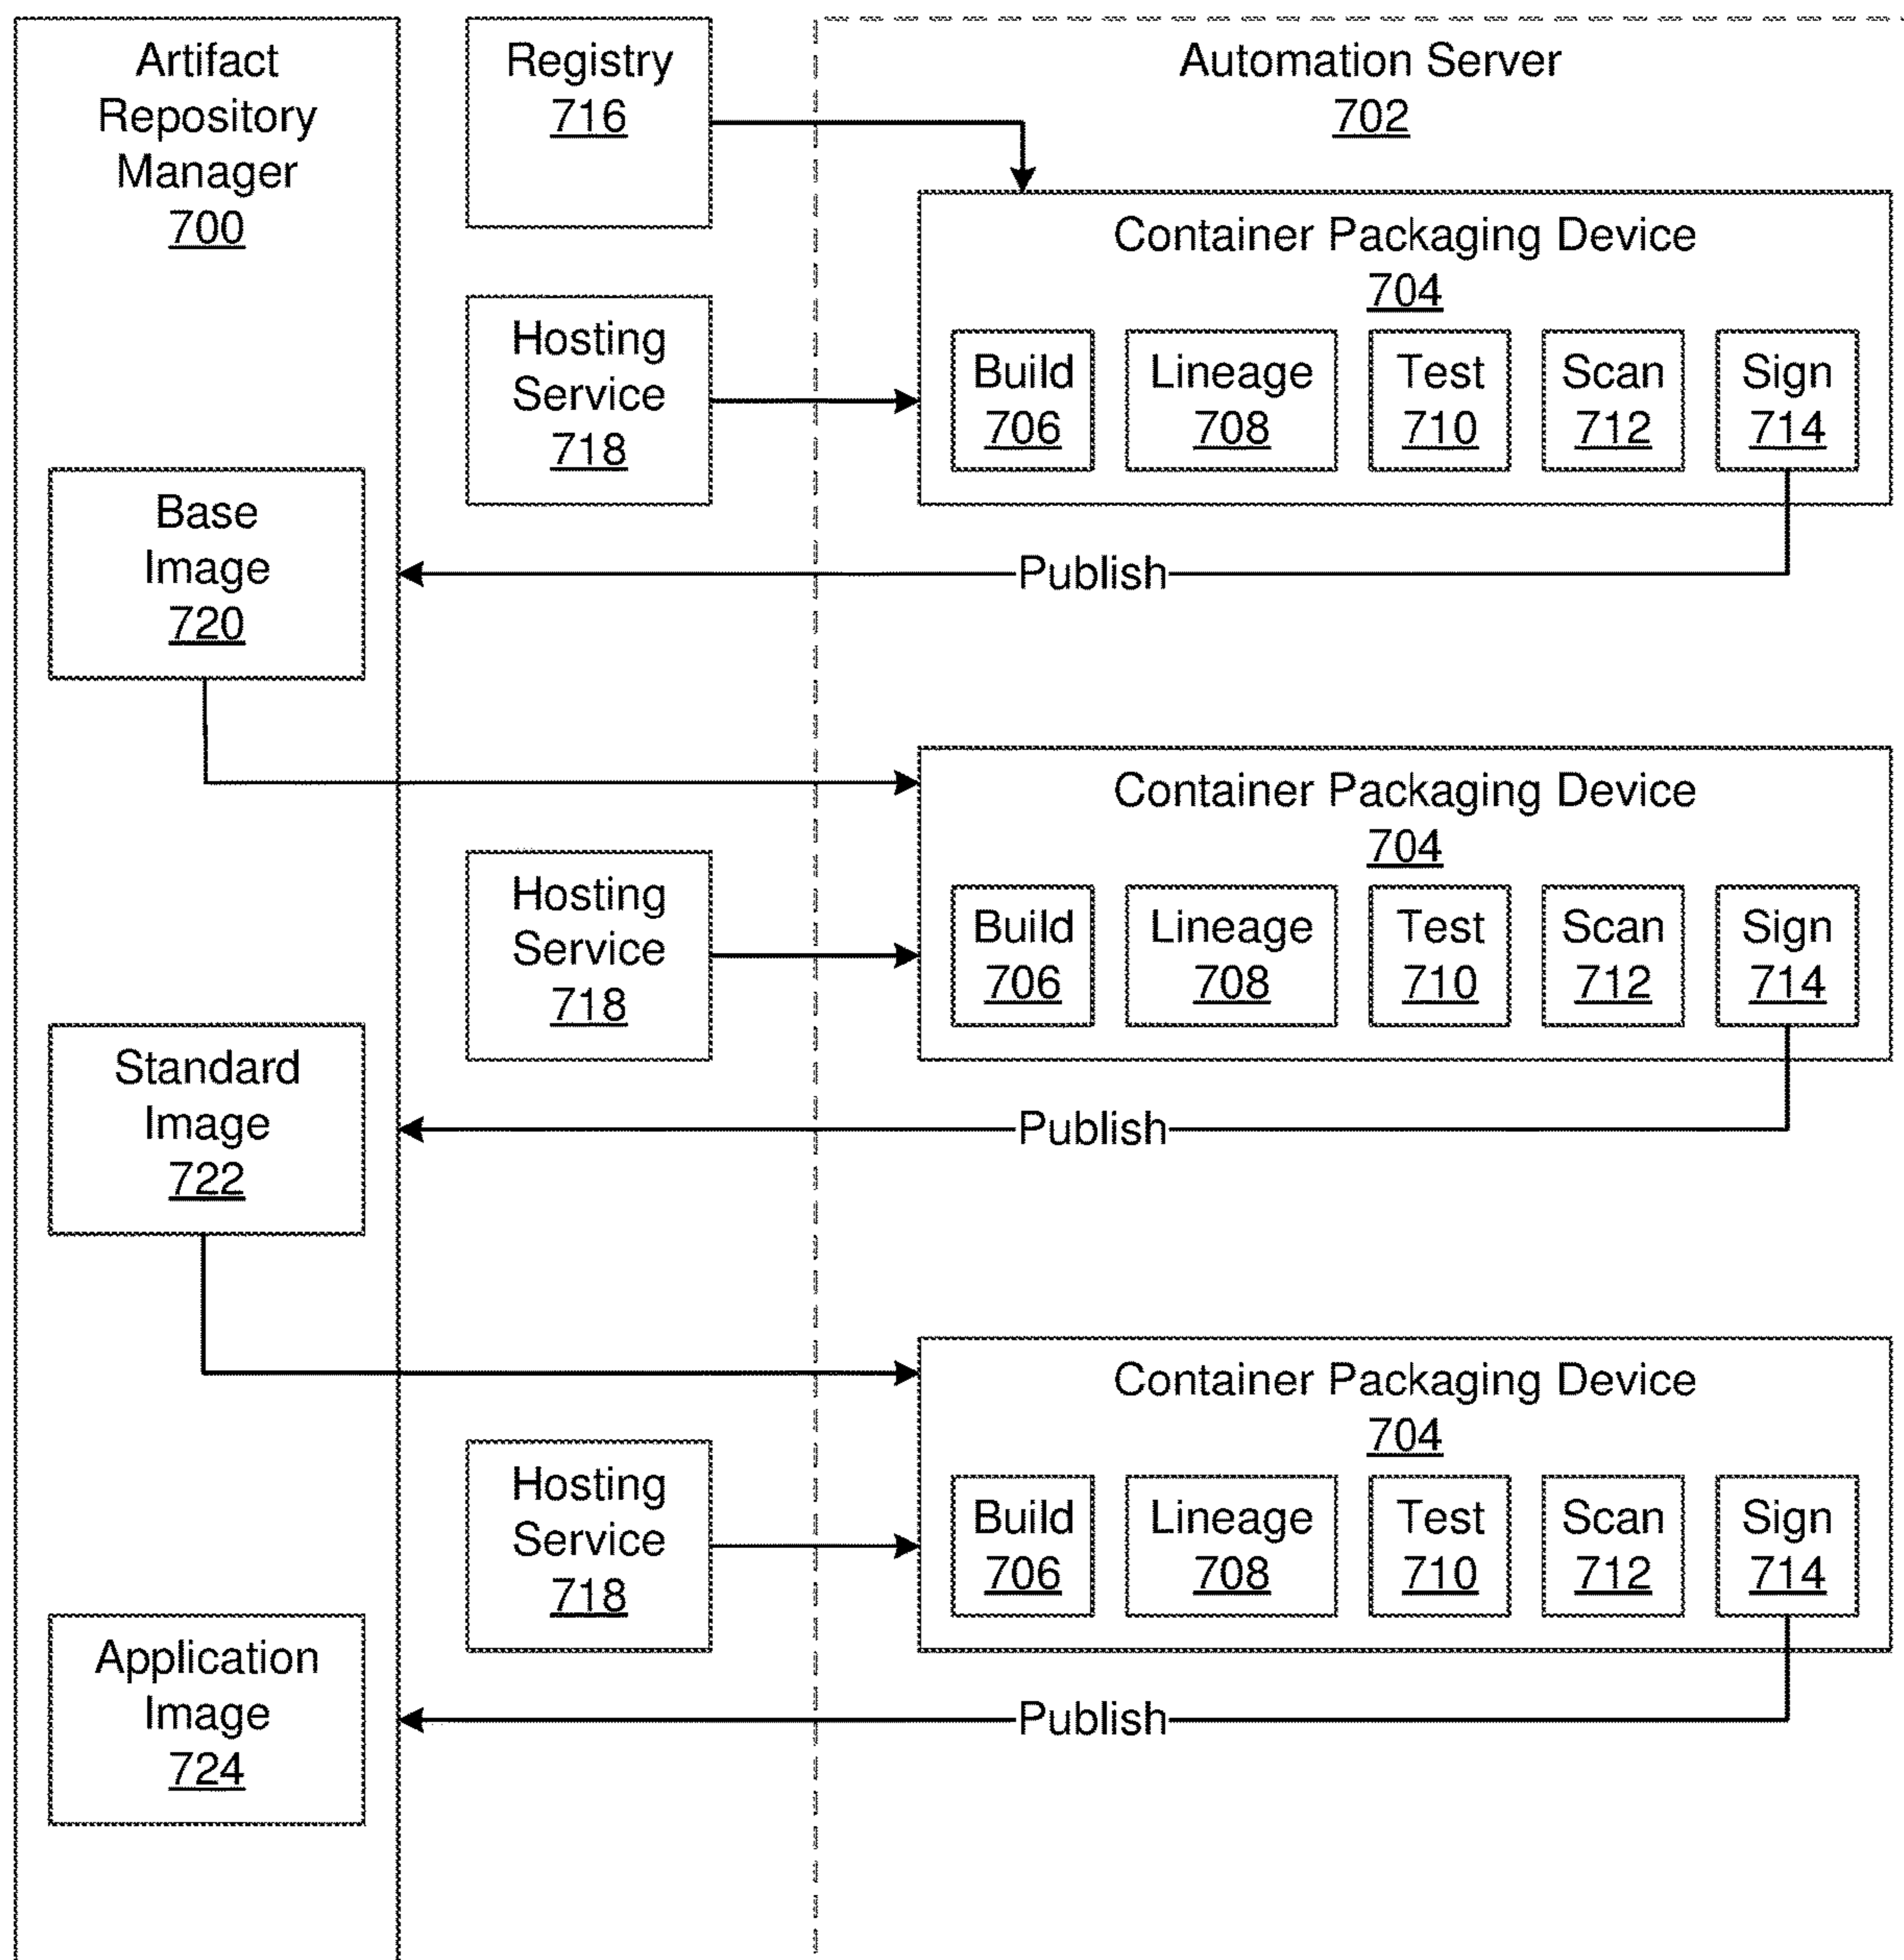 Artifact
Repository
Manager
700
Registry
716
Automation Server
702
Container Packaging Device
704
Hosting
Service
718
Build
706
Lineage
708
Test
710
Scan
712
Sign
714
Base
Image
720
Publish
Container Packaging Device
704
Hosting
Service
718
Build
706
Lineage
708
Test
710
Scan
712
Sign
714
Standard
Image
722
Publish
Container Packaging Device
704
Hosting
Service
718
Build
706
Lineage
708
Test
710
Scan
712
Sign
714
Application
Image
724
Publish